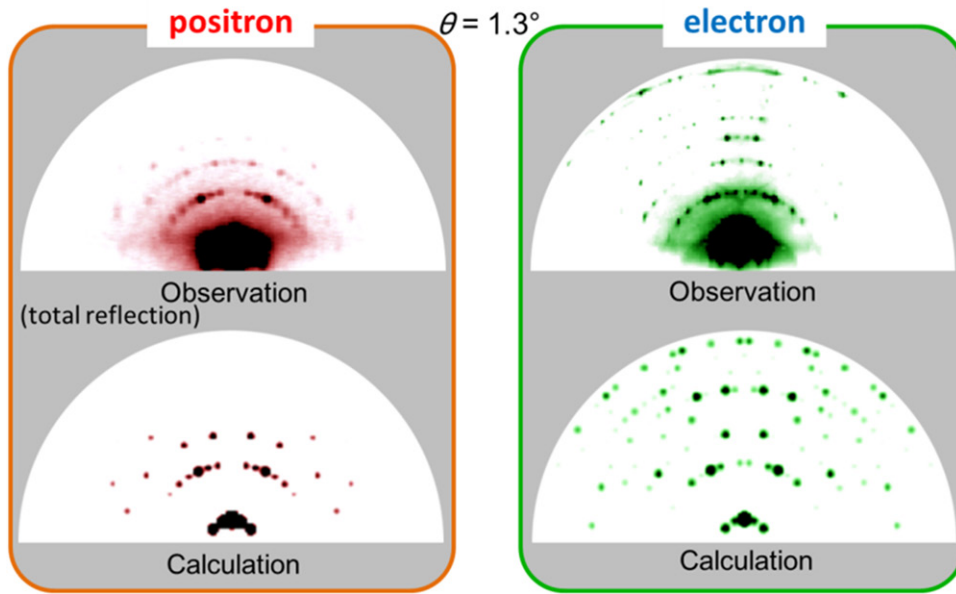 positron
θ = 1.3°
electron
Observation
(total reflection)
Observation
Calculation
Calculation